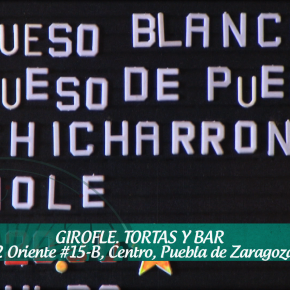 UESO BLANC
UESO DE PUE
HICHARRON
OLE
GIROFLE. TORTAS Y BAR
2 Oriente #15-B, Centro, Puebla de Zaragoza